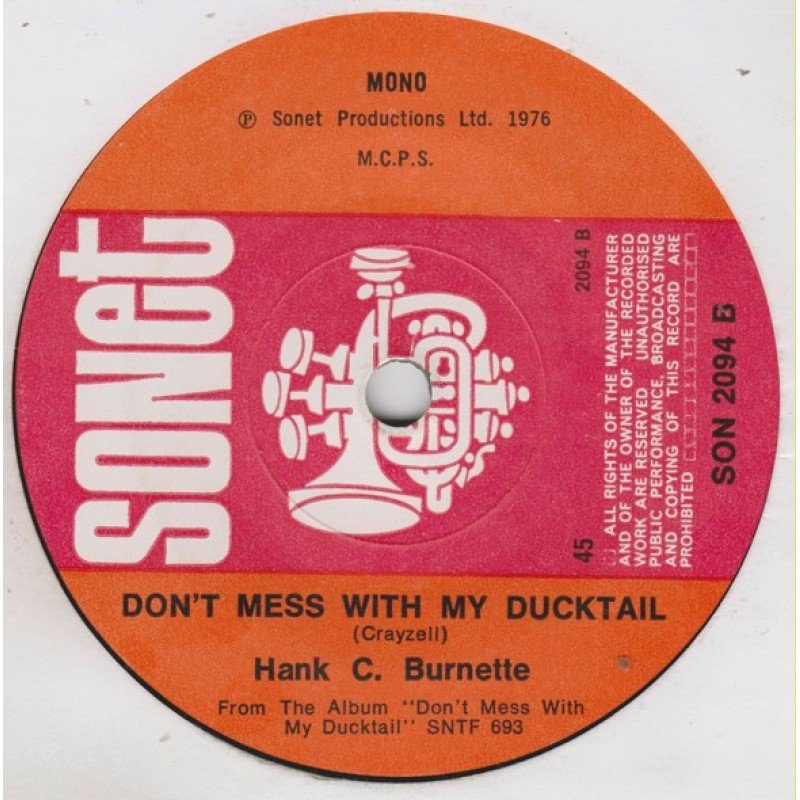 MONO
℗ Sonet Productions Ltd. 1976
M.C.P.S.
sonet
2094 B
45
ALL RIGHTS OF THE MANUFACTURER
AND OF THE OWNER OF THE RECORDED
WORK ARE RESERVED UNAUTHORISED
PUBLIC PERFORMANCE, BROADCASTING
AND COPYING OF THIS RECORD ARE
PROHIBITED
SON 2094 B
DON'T MESS WITH MY DUCKTAIL
(Crayzell)
Hank C. Burnette
From The Album "Don't Mess With
My Ducktail" SNTF 693